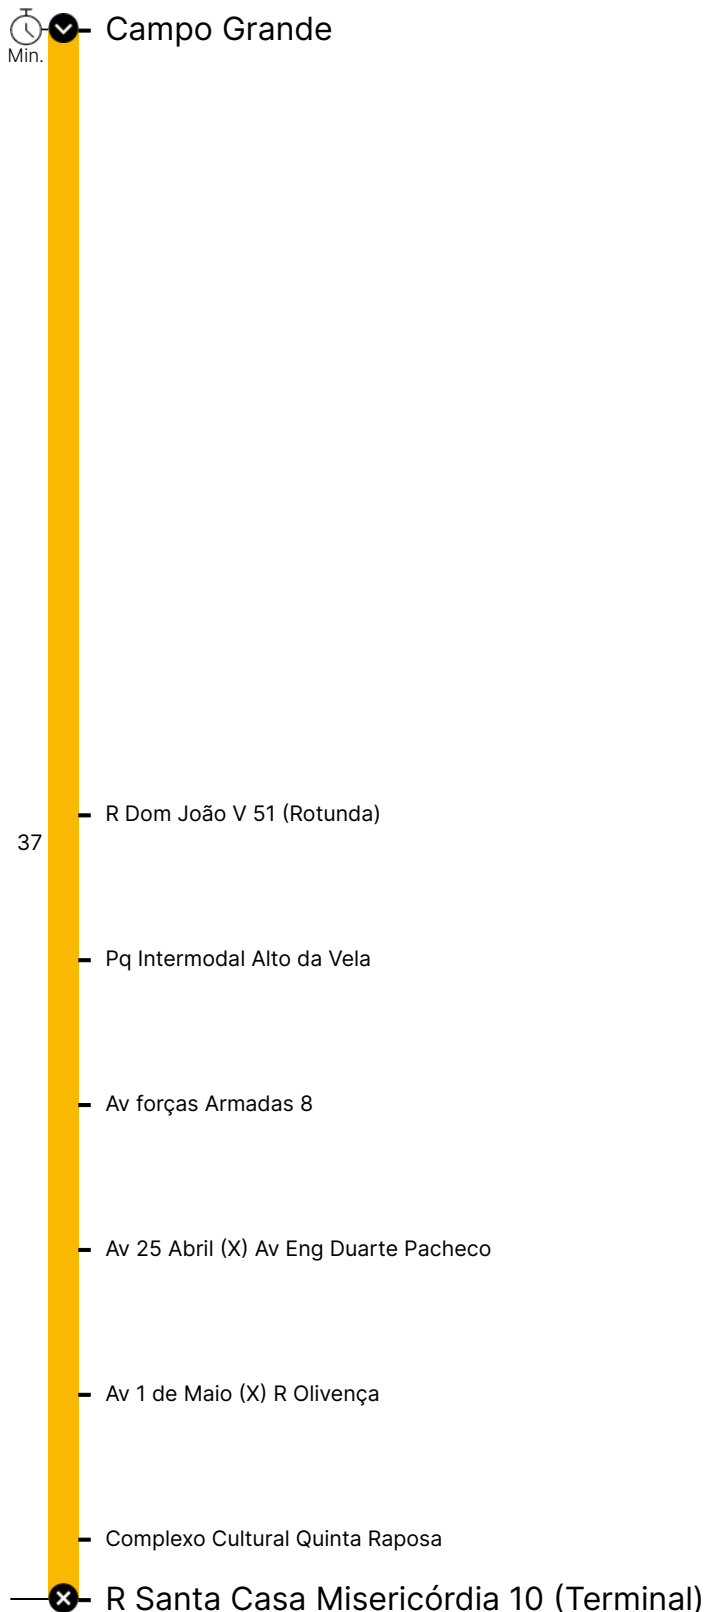 Campo Grande
Min.
R Dom João V 51 (Rotunda)
37
Pq Intermodal Alto da Vela
Av forças Armadas 8
Av 25 Abril (X) Av Eng Duarte Pacheco
Av 1 de Maio (X) R Olivença
Complexo Cultural Quinta Raposa
R Santa Casa Misericórdia 10 (Terminal)